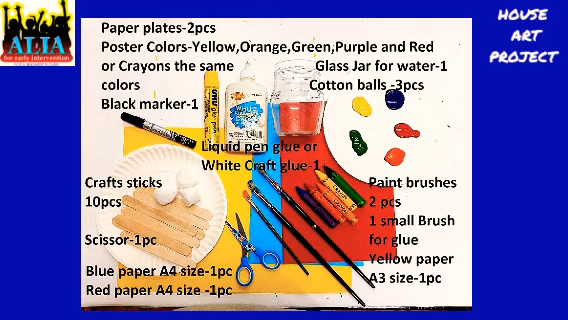 ALIA
for early intervention
HOUSE
ART
PROJECT
Paper plates-2pcs
Poster Colors-Yellow,Orange,Green,Purple and Red
or Crayons the same
colors
Glass Jar for water-1
Cotton balls -3pcs
Black marker-1
Liquid pen glue or
White Craft glue-1
Crafts sticks
10pcs
Scissor-1pc
Blue paper A4 size-1pc
Red paper A4 size -1pc
Paint brushes
2 pcs
1 small Brush
for glue
Yellow paper
A3 size-1pc